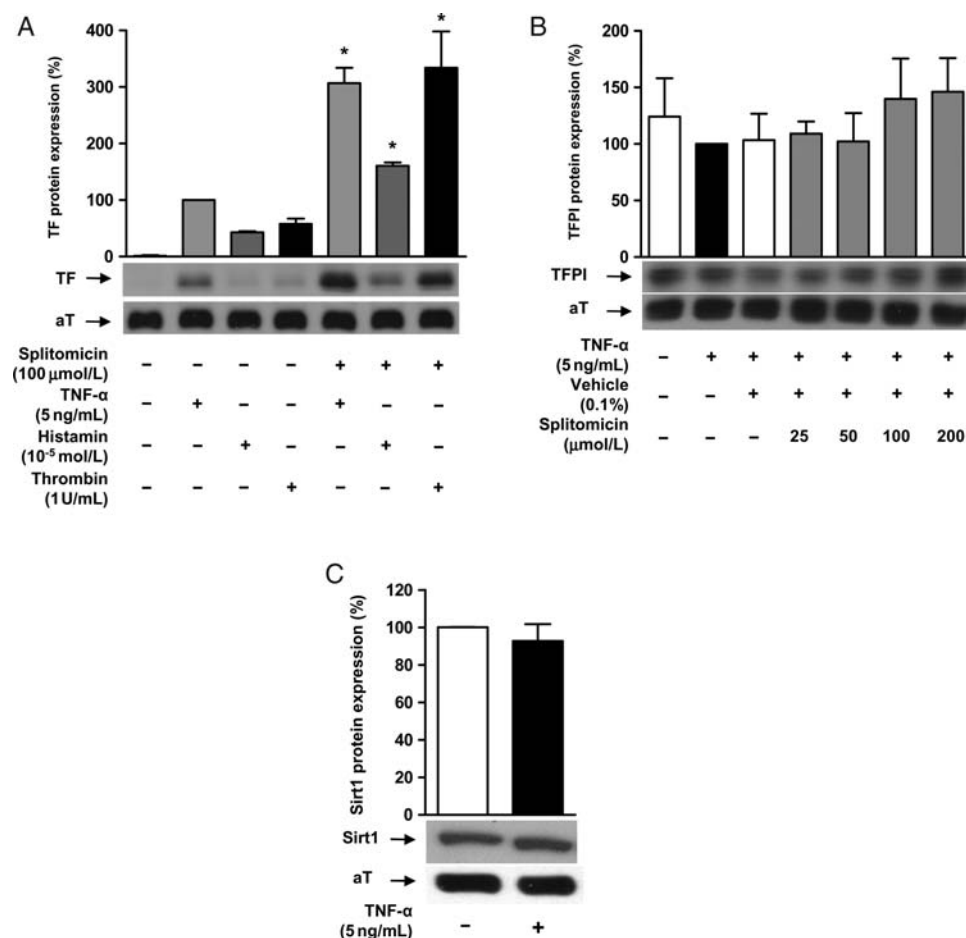 A
TF protein expression (%)
400
300
200
100
0
* * *
TF
aT
Splitomicin – – – – + + +
(100 μmol/L)
TNF-α – + – – + – –
(5 ng/mL)
Histamin – – + – – + –
(10⁻⁵ mol/L)
Thrombin – – – + – – +
(1U/mL)
B
TFPI protein expression (%)
200
150
100
50
0
TFPI
aT
TNF-α – + + + + + +
(5 ng/mL)
Vehicle – – + + + + +
(0.1%)
Splitomicin – – – 25 50 100 200
(μmol/L)
C
Sirt1 protein expression (%)
120
100
80
60
40
20
0
Sirt1
aT
TNF-α – +
(5 ng/mL)